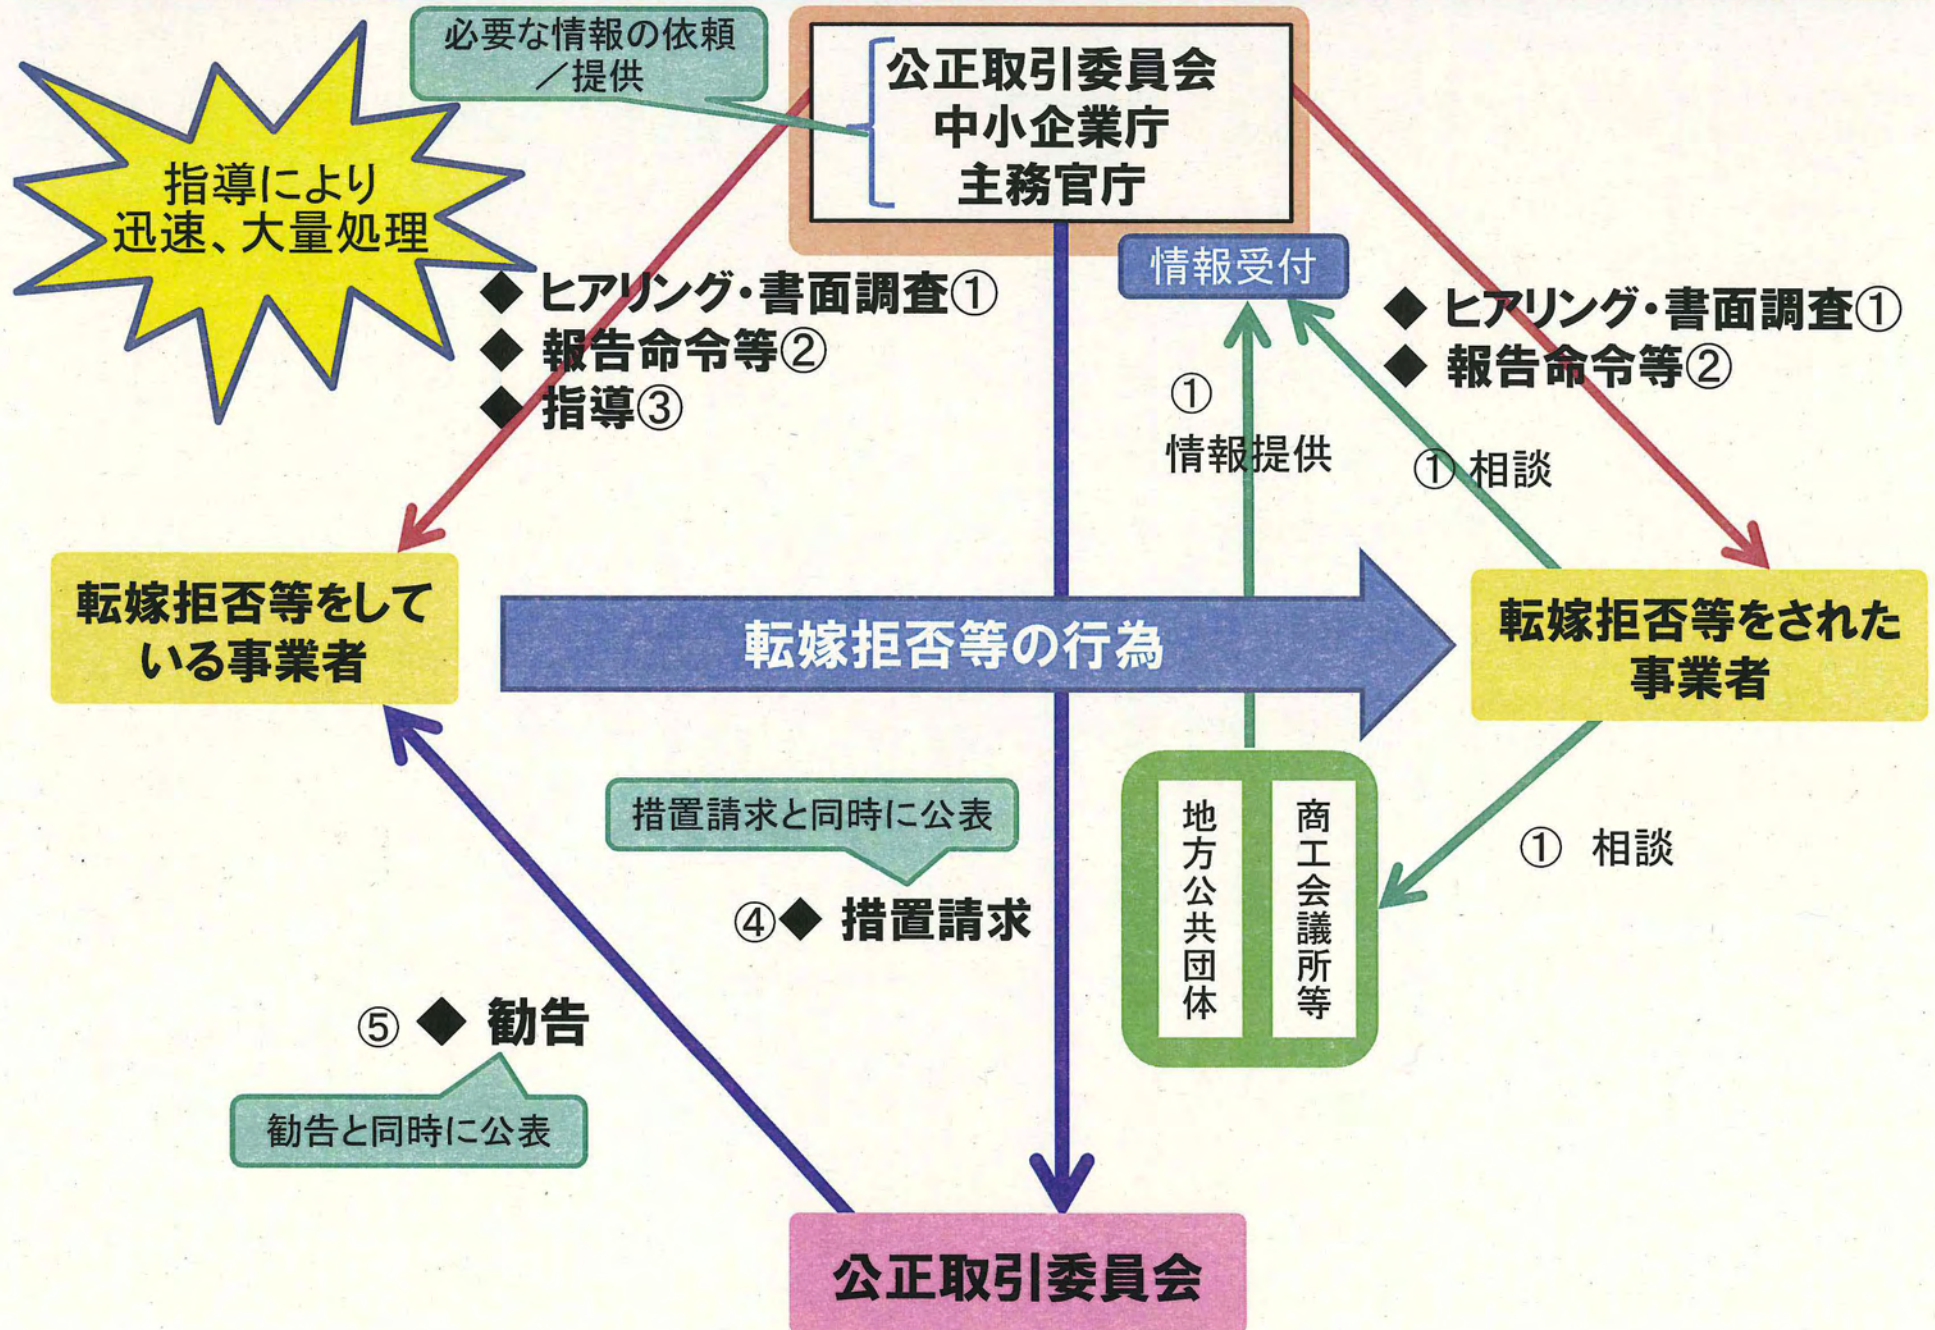 必要な情報の依頼
／提供
公正取引委員会
中小企業庁
主務官庁
指導により
迅速、大量処理
情報受付
◆ ヒアリング・書面調査①
◆ 報告命令等②
◆ 指導③
◆ ヒアリング・書面調査①
◆ 報告命令等②
①
情報提供
① 相談
転嫁拒否等をして
いる事業者
転嫁拒否等の行為
転嫁拒否等をされた
事業者
措置請求と同時に公表
④◆ 措置請求
地方公共団体
商工会議所等
① 相談
⑤ ◆ 勧告
勧告と同時に公表
公正取引委員会